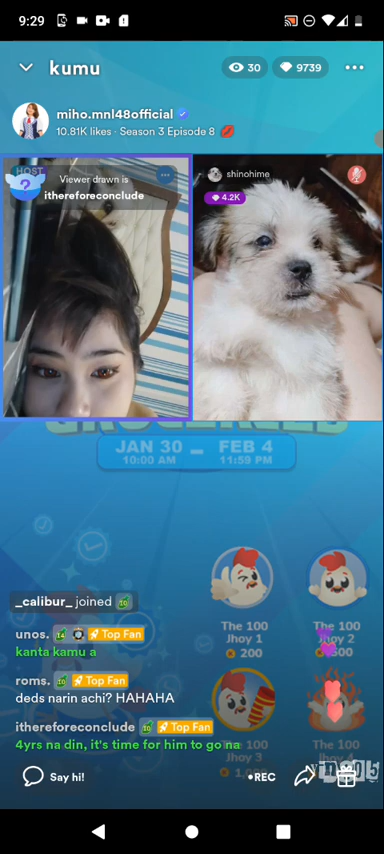 9:29
kumu
30
9739
miho.mnl48official
10.81K likes · Season 3 Episode 8
HOST
Viewer drawn is
ithereforeconclude
shinohime
4.2K
JAN 30 – FEB 4
10:00 AM 11:59 PM
_calibur_ joined
The 100
Jhoy 1
200
The 100
Jhoy 2
unos. 14 Top Fan
kanta kamu a
roms. Top Fan
deds narin achi? HAHAHA
The 100
Jhoy 3
The 100
ithereforeconclude Top Fan
4yrs na din, it's time for him to go na
Say hi!
•REC